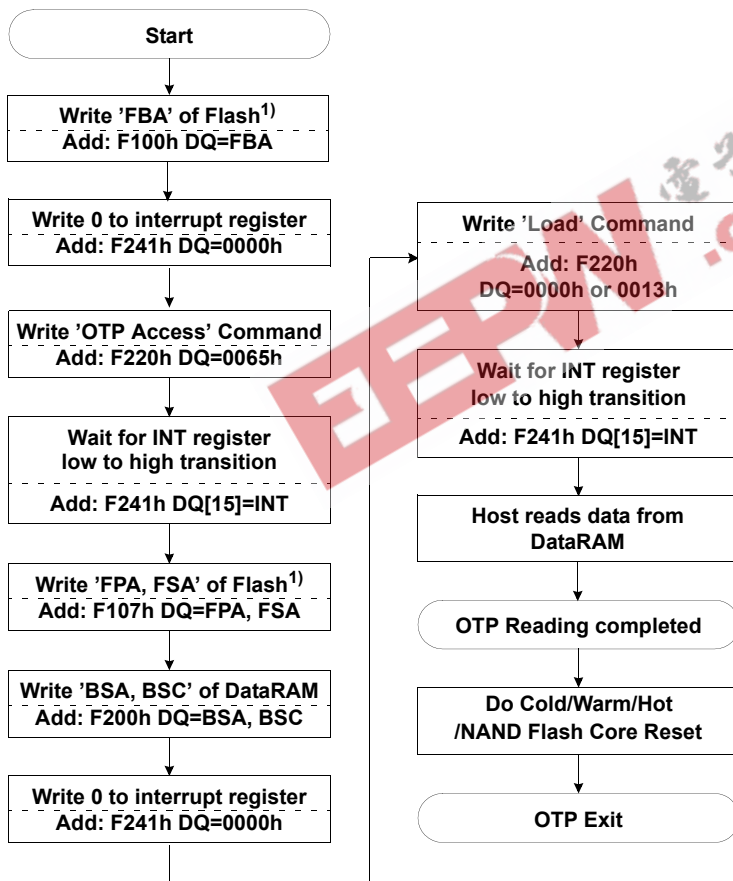 Start
Write 'FBA' of Flash1)
Add: F100h DQ=FBA
Write 0 to interrupt register
Add: F241h DQ=0000h
Write 'OTP Access' Command
Add: F220h DQ=0065h
Wait for INT register
low to high transition
Add: F241h DQ[15]=INT
Write 'FPA, FSA' of Flash1)
Add: F107h DQ=FPA, FSA
Write 'BSA, BSC' of DataRAM
Add: F200h DQ=BSA, BSC
Write 0 to interrupt register
Add: F241h DQ=0000h
Write 'Load' Command
Add: F220h
DQ=0000h or 0013h
Wait for INT register
low to high transition
Add: F241h DQ[15]=INT
Host reads data from
DataRAM
OTP Reading completed
Do Cold/Warm/Hot
/NAND Flash Core Reset
OTP Exit
EEPW